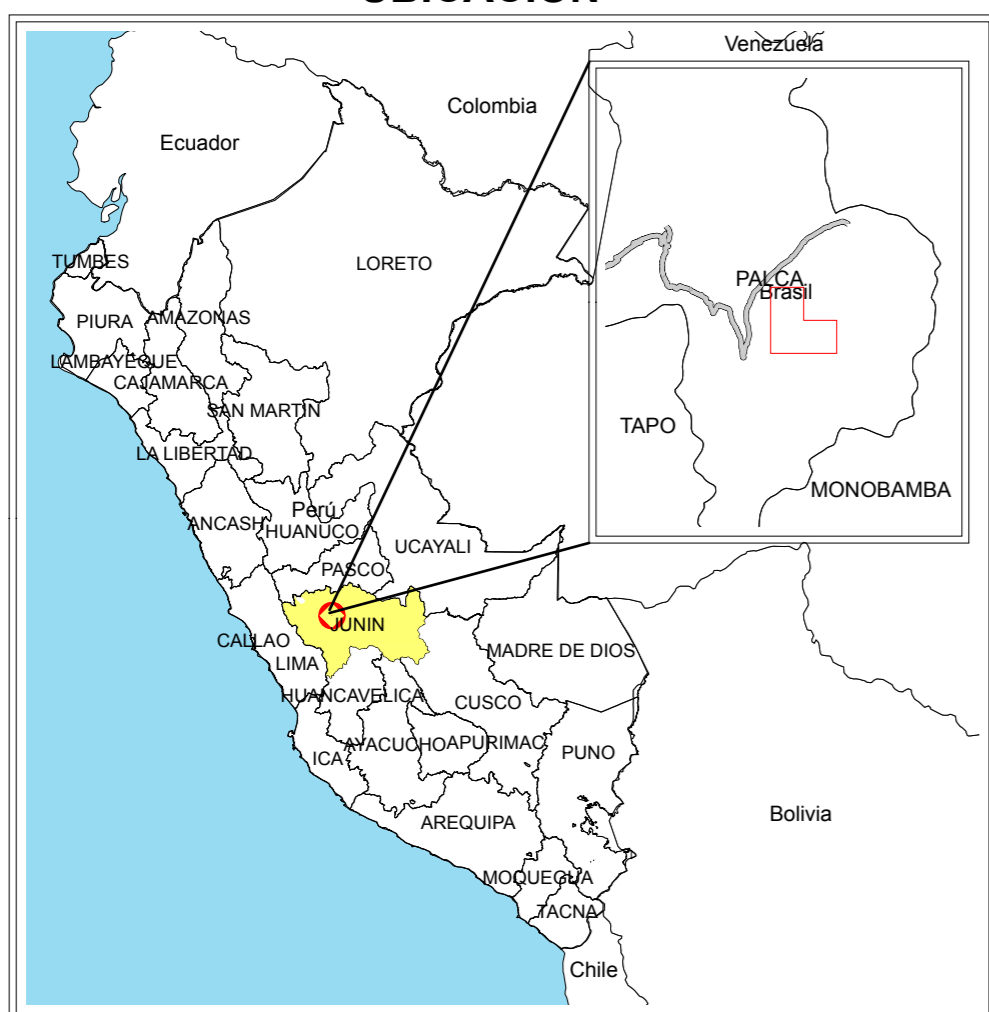 UBICACIÓN
Venezuela
Colombia
Ecuador
LORETO
TUMBES
PIURA
AMAZONAS
LAMBAYEQUE
CAJAMARCA
SAN MARTIN
LA LIBERTAD
ANCASH
Perú
HUANUCO
UCAYALI
PASCO
JUNIN
CALLAO
LIMA
MADRE DE DIOS
HUANCAVELICA
CUSCO
ICA
AYACUCHO
APURIMAC
PUNO
AREQUIPA
Bolivia
MOQUEGUA
TACNA
Chile
PALCA
Brasil
TAPO
MONOBAMBA